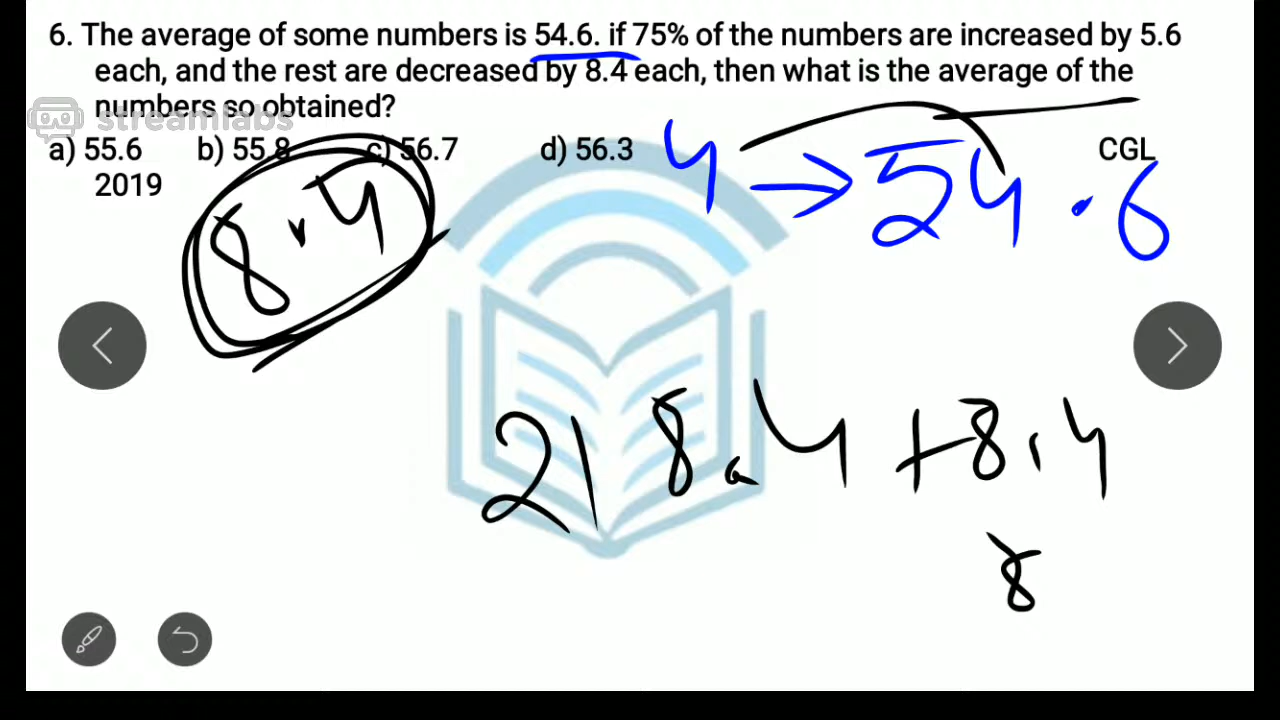 6. The average of some numbers is 54.6. if 75% of the numbers are increased by 5.6
each, and the rest are decreased by 8.4 each, then what is the average of the
numbers so obtained?
streamlabs
a) 55.6 b) 55.8 c) 56.7 d) 56.3 CGL
2019
4 → 54.6
8.4
218.4 + 8.4
8